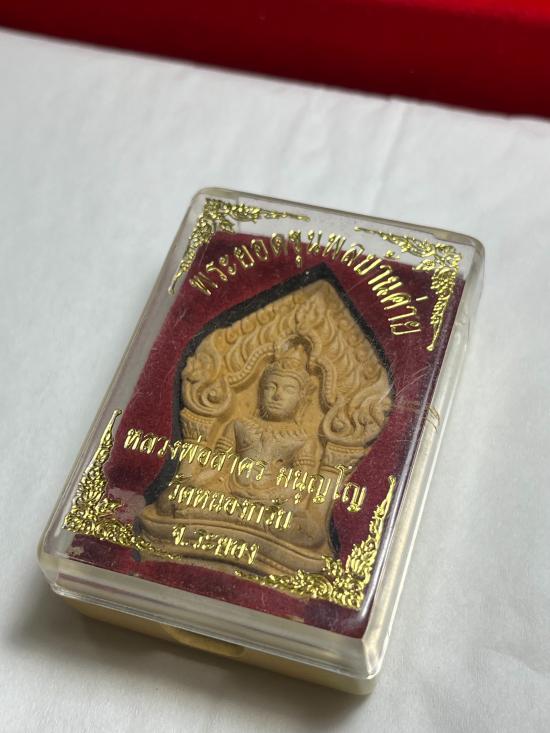 พระยอดขุนพลบ้านค่าย
หลวงพ่อสาคร มนุญโญ
วัดหนองกรับ
จ.ระยอง